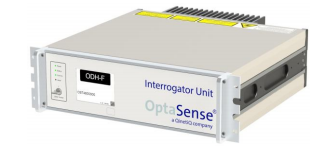 ODH-F
Interrogator Unit
OptaSense®
a QinetiQ company